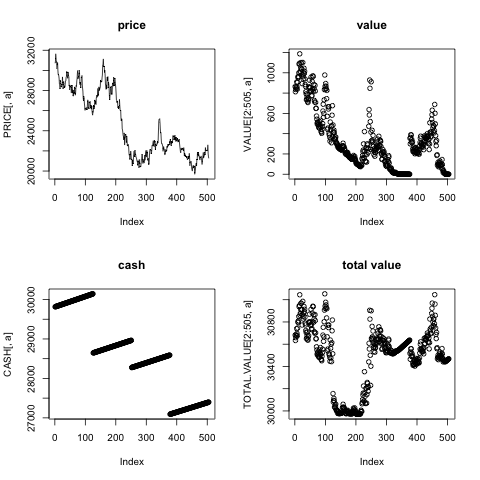 price
PRICE[, a]
20000 24000 28000 32000
0 100 200 300 400 500
Index
value
VALUE[2:505, a]
0 200 600 1000
0 100 200 300 400 500
Index
cash
CASH[, a]
27000 28000 29000 30000
0 100 200 300 400 500
Index
total value
TOTAL.VALUE[2:505, a]
30000 30400 30800
0 100 200 300 400 500
Index